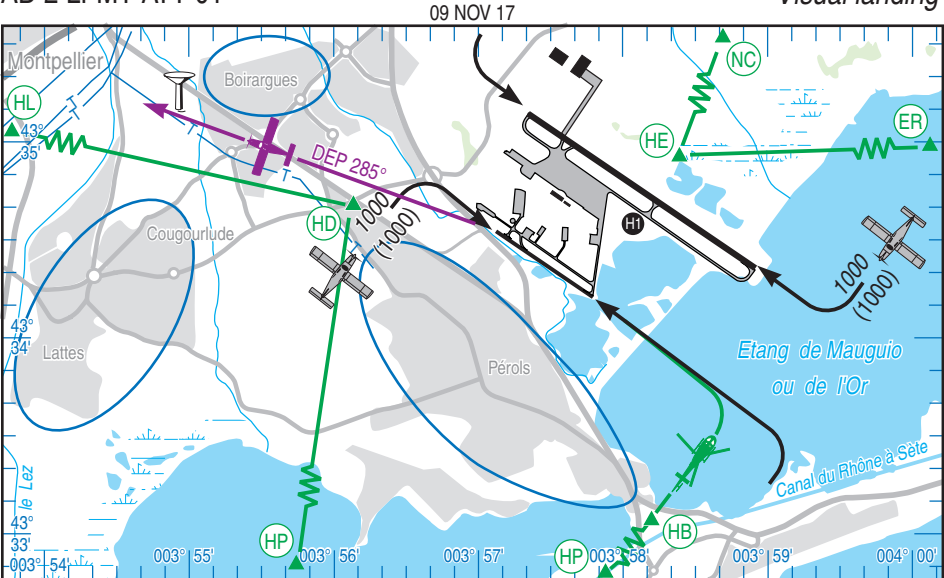 09 NOV 17
Montpellier
Boirargues
NC
HL
43°
35'
HE
ER
DEP 285°
HD
1000
(1000)
H1
Cougourlude
1000
(1000)
43°
34'
Lattes
Pérols
Etang de Mauguio
ou de l'Or
le Lez
Canal du Rhône à Sète
43°
33'
HP
HB
HP
003° 54'
003° 55'
003° 56'
003° 57'
003° 58'
003° 59'
004° 00'